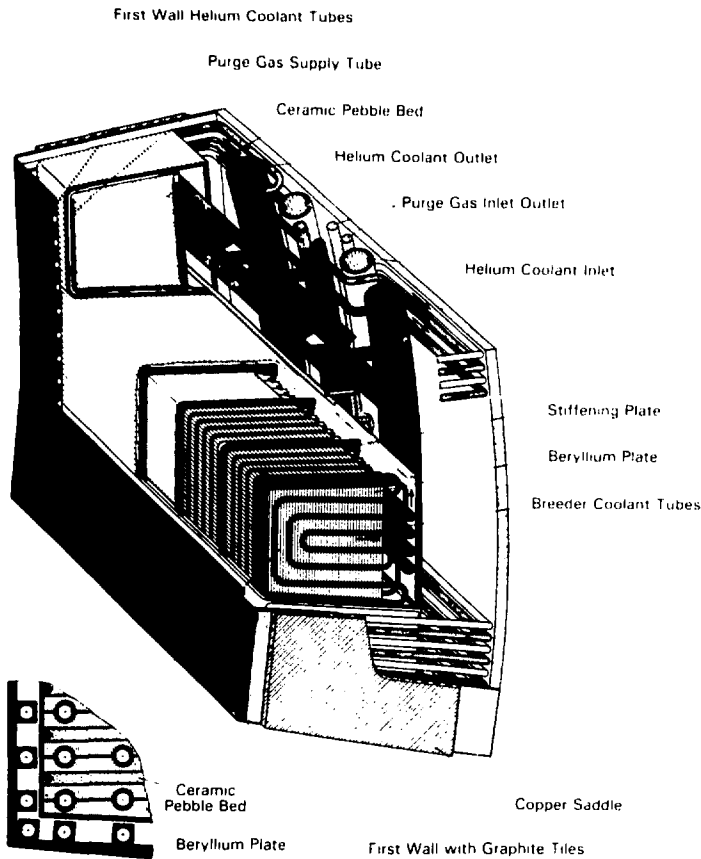 First Wall Helium Coolant Tubes
Purge Gas Supply Tube
Ceramic Pebble Bed
Helium Coolant Outlet
Purge Gas Inlet Outlet
Helium Coolant Inlet
Stiffening Plate
Beryllium Plate
Breeder Coolant Tubes
Ceramic
Pebble Bed
Copper Saddle
Beryllium Plate
First Wall with Graphite Tiles